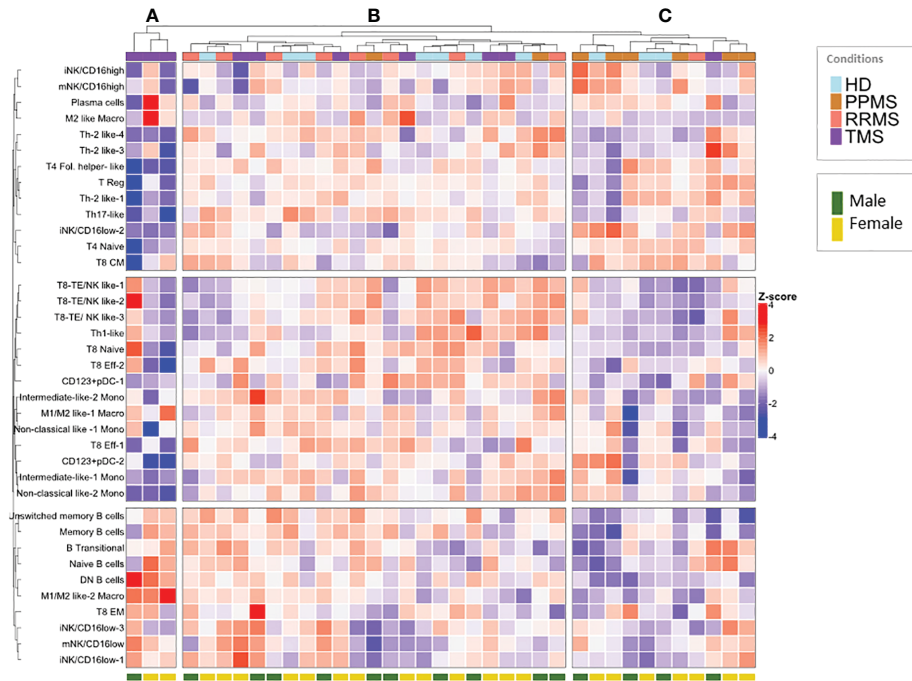 A B C
iNK/CD16high
mNK/CD16high
Plasma cells
M2 like Macro
Th-2 like-4
Th-2 like-3
T4 Fol. helper- like
T Reg
Th-2 like-1
Th17-like
iNK/CD16low-2
T4 Naive
T8 CM
T8-TE/NK like-1
T8-TE/NK like-2
T8-TE/ NK like-3
Th1-like
T8 Naive
T8 Eff-2
CD123+pDC-1
Intermediate-like-2 Mono
M1/M2 like-1 Macro
Non-classical like -1 Mono
T8 Eff-1
CD123+pDC-2
Intermediate-like-1 Mono
Non-classical like-2 Mono
Unswitched memory B cells
Memory B cells
B Transitional
Naive B cells
DN B cells
M1/M2 like-2 Macro
T8 EM
iNK/CD16low-3
mNK/CD16low
iNK/CD16low-1
Conditions
HD
PPMS
RRMS
TMS
Male
Female
Z-score
4
2
0
-2
-4